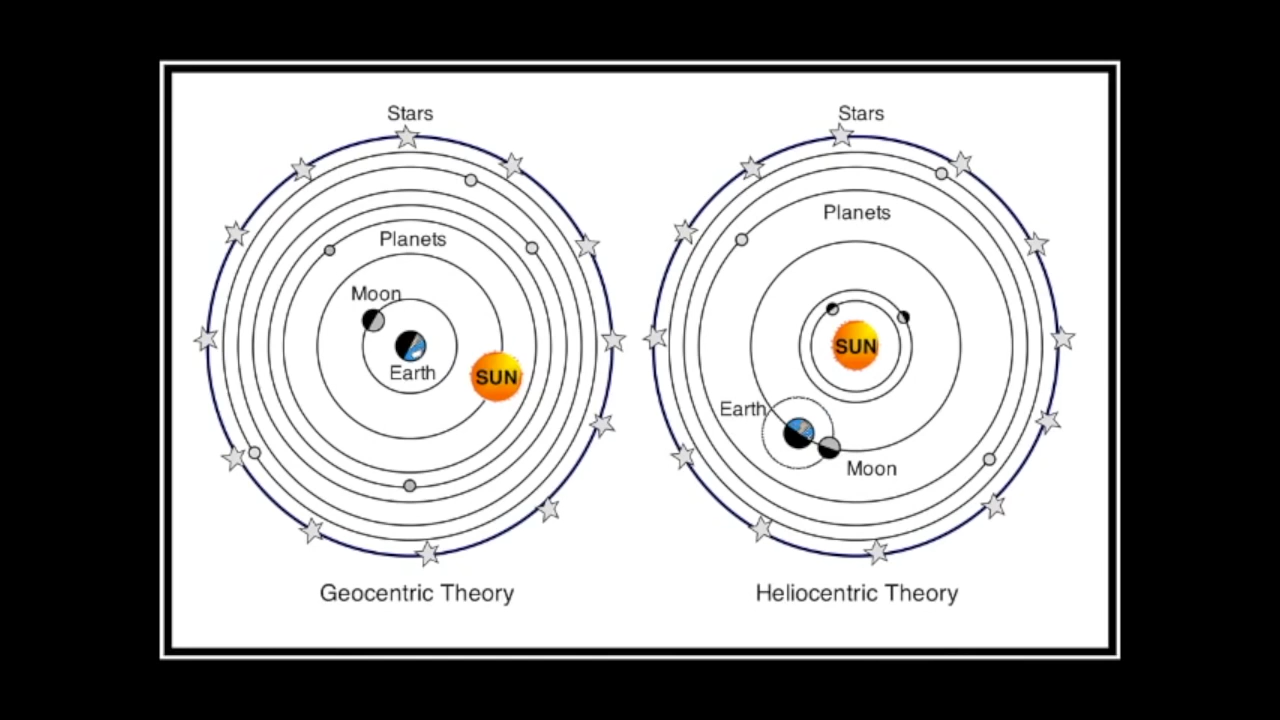 Stars
Planets
Moon
Earth
SUN
Geocentric Theory
Stars
Planets
SUN
Earth
Moon
Heliocentric Theory